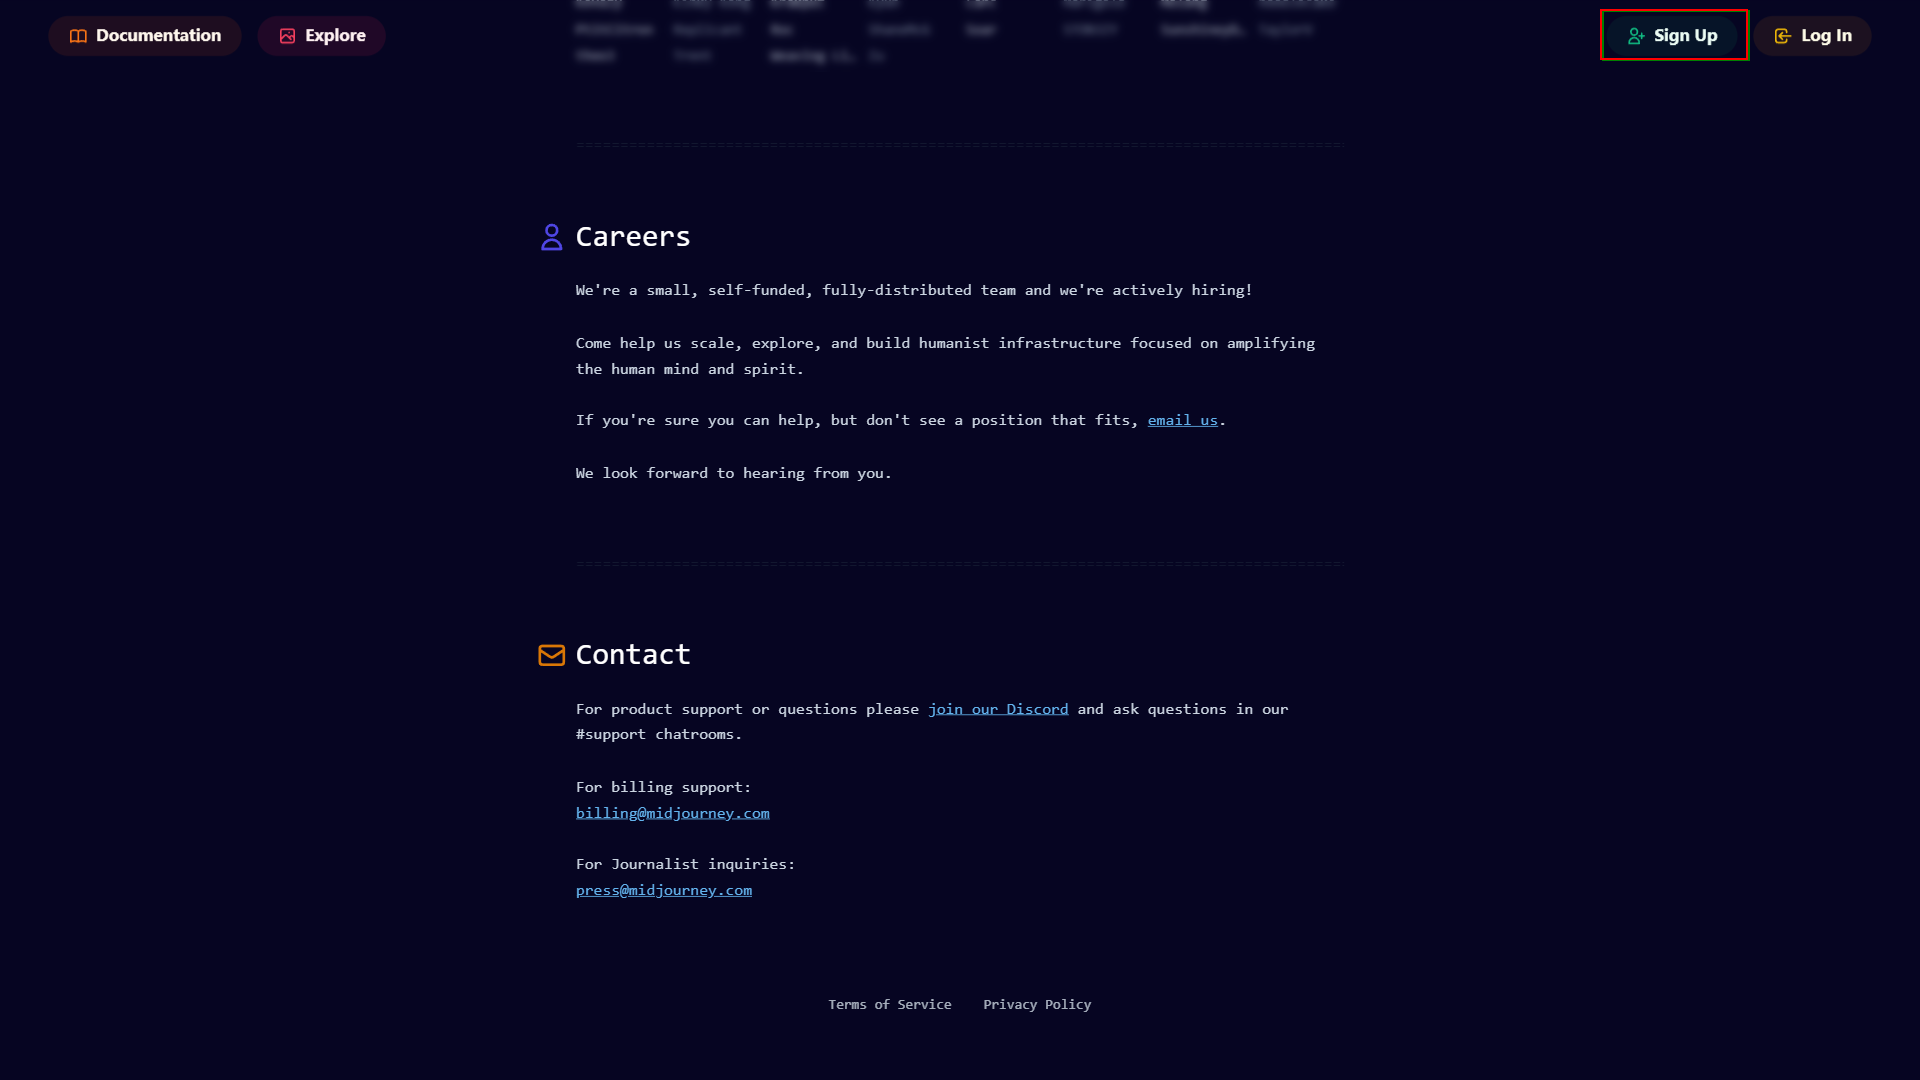 Documentation
Explore
Sign Up
Log In
Careers
We're a small, self-funded, fully-distributed team and we're actively hiring!
Come help us scale, explore, and build humanist infrastructure focused on amplifying
the human mind and spirit.
If you're sure you can help, but don't see a position that fits, email us.
We look forward to hearing from you.
Contact
For product support or questions please join our Discord and ask questions in our
#support chatrooms.
For billing support:
billing@midjourney.com
For Journalist inquiries:
press@midjourney.com
Terms of Service Privacy Policy